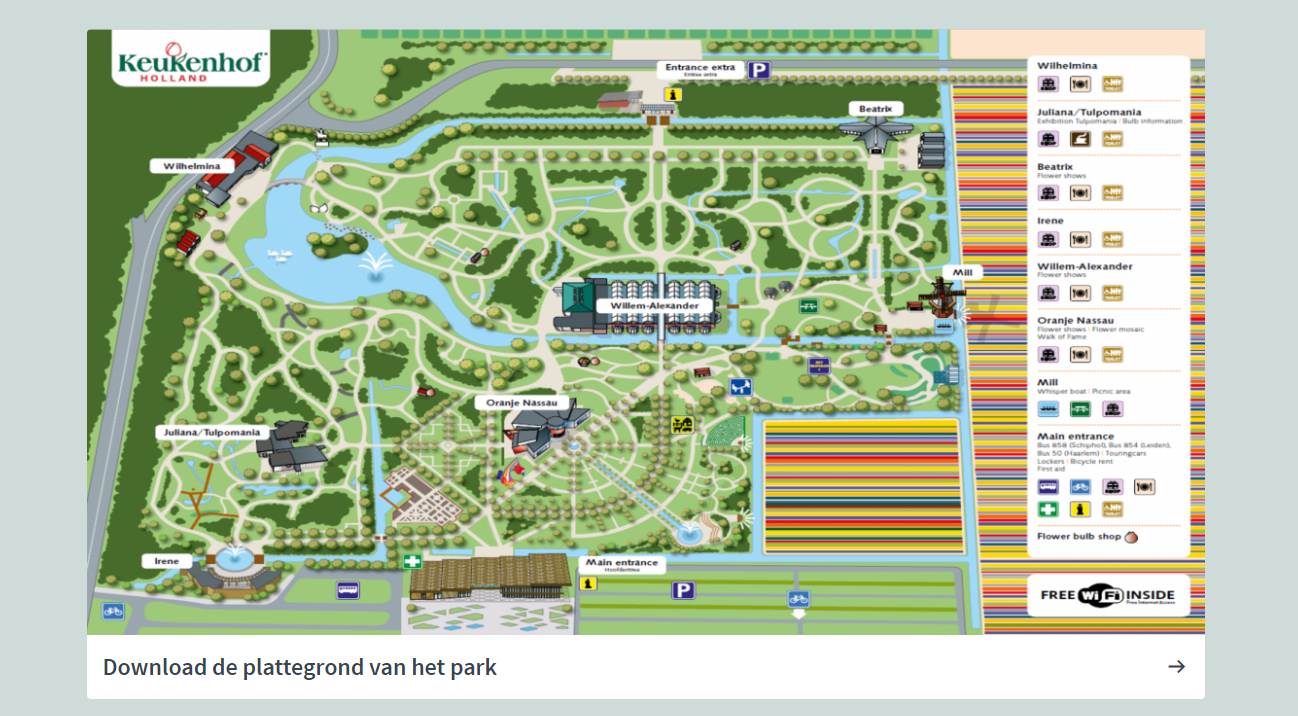 Keukenhof
HOLLAND
Entrance extra
P
Beatrix
Wilhelmina
Mill
Willem-Alexander
Oranje Nassau
Juliana/Tulpomania
Irene
Main entrance
Hoofdentree
P
Wilhelmina
Juliana/Tulpomania
Exhibition Tulpomania | Bulb information
Beatrix
Flower shows
Irene
Willem-Alexander
Flower shows
Oranje Nassau
Flower shows | Flower mosaic
Walk of Fame
Mill
Whisper boat | Picnic area
Main entrance
Bus 858 (Schiphol), Bus 854 (Leiden),
Bus 50 (Haarlem) | Touringcars
Lockers | Bicycle rent
First aid
Flower bulb shop
FREE WiFi INSIDE
Free Internet Access
Download de plattegrond van het park